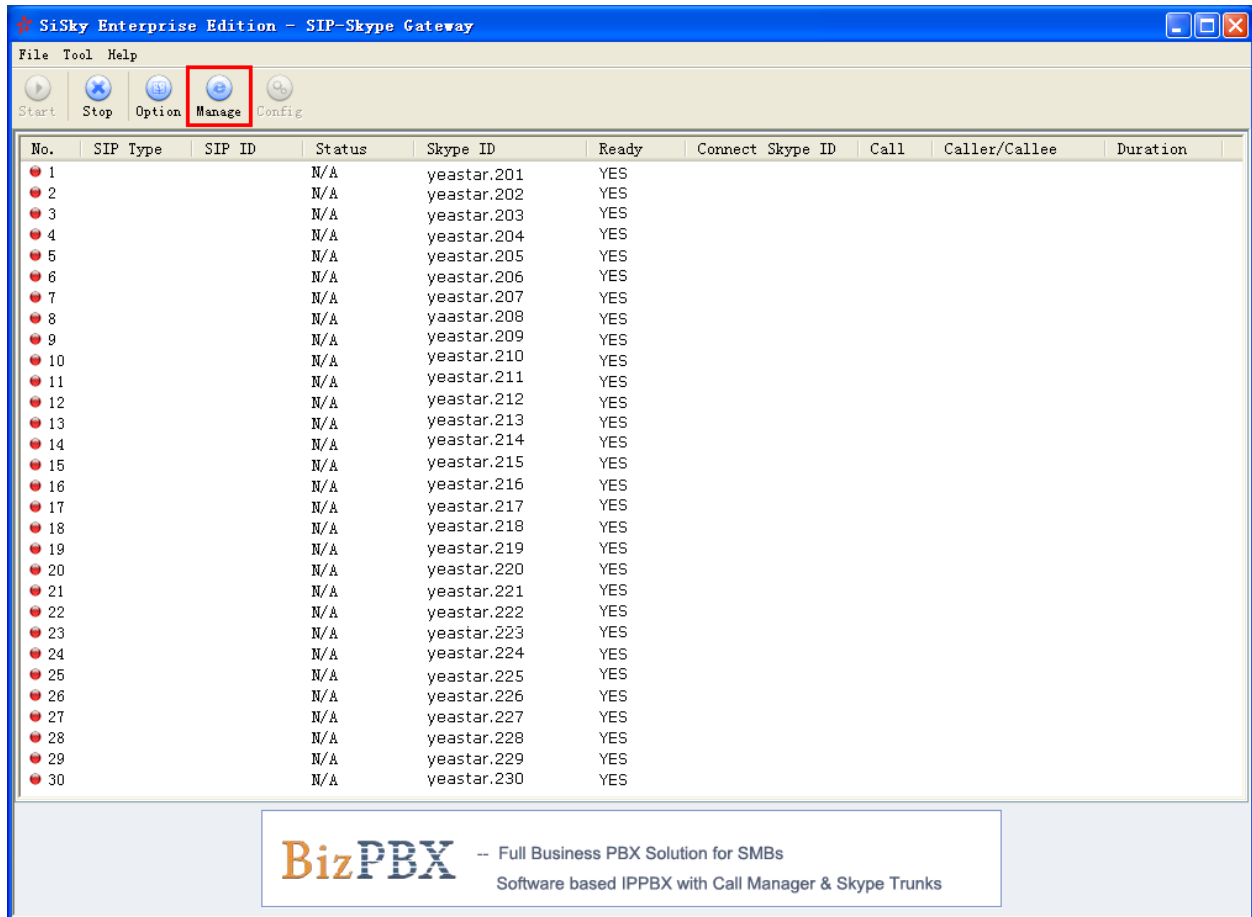 SiSky Enterprise Edition - SIP-Skype Gateway
File Tool Help
Start Stop Option Manage Config
No. SIP Type SIP ID Status Skype ID Ready Connect Skype ID Call Caller/Callee Duration
1 N/A yeastar.201 YES
2 N/A yeastar.202 YES
3 N/A yeastar.203 YES
4 N/A yeastar.204 YES
5 N/A yeastar.205 YES
6 N/A yeastar.206 YES
7 N/A yeastar.207 YES
8 N/A yaastar.208 YES
9 N/A yeastar.209 YES
10 N/A yeastar.210 YES
11 N/A yeastar.211 YES
12 N/A yeastar.212 YES
13 N/A yeastar.213 YES
14 N/A yeastar.214 YES
15 N/A yeastar.215 YES
16 N/A yeastar.216 YES
17 N/A yeastar.217 YES
18 N/A yeastar.218 YES
19 N/A yeastar.219 YES
20 N/A yeastar.220 YES
21 N/A yeastar.221 YES
22 N/A yeastar.222 YES
23 N/A yeastar.223 YES
24 N/A yeastar.224 YES
25 N/A yeastar.225 YES
26 N/A yeastar.226 YES
27 N/A yeastar.227 YES
28 N/A yeastar.228 YES
29 N/A yeastar.229 YES
30 N/A yeastar.230 YES
BizPBX -- Full Business PBX Solution for SMBs
Software based IPPBX with Call Manager & Skype Trunks